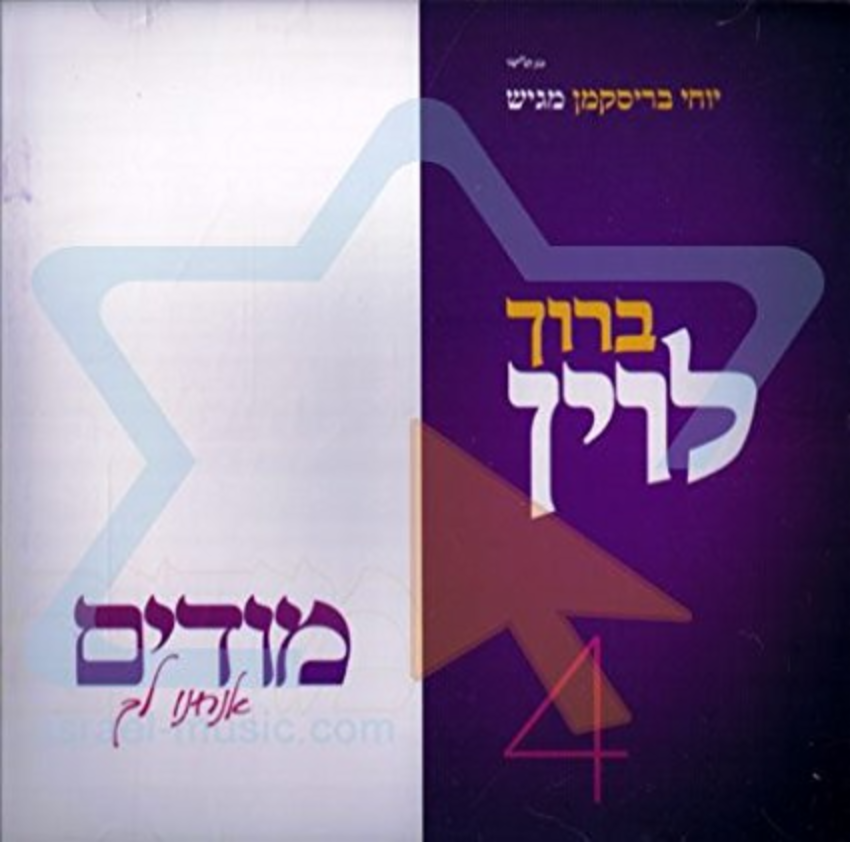 יוחי בריסקמן מגיש
ברוך
לוין
4
מודים
אנחנו לך
israel-music.com